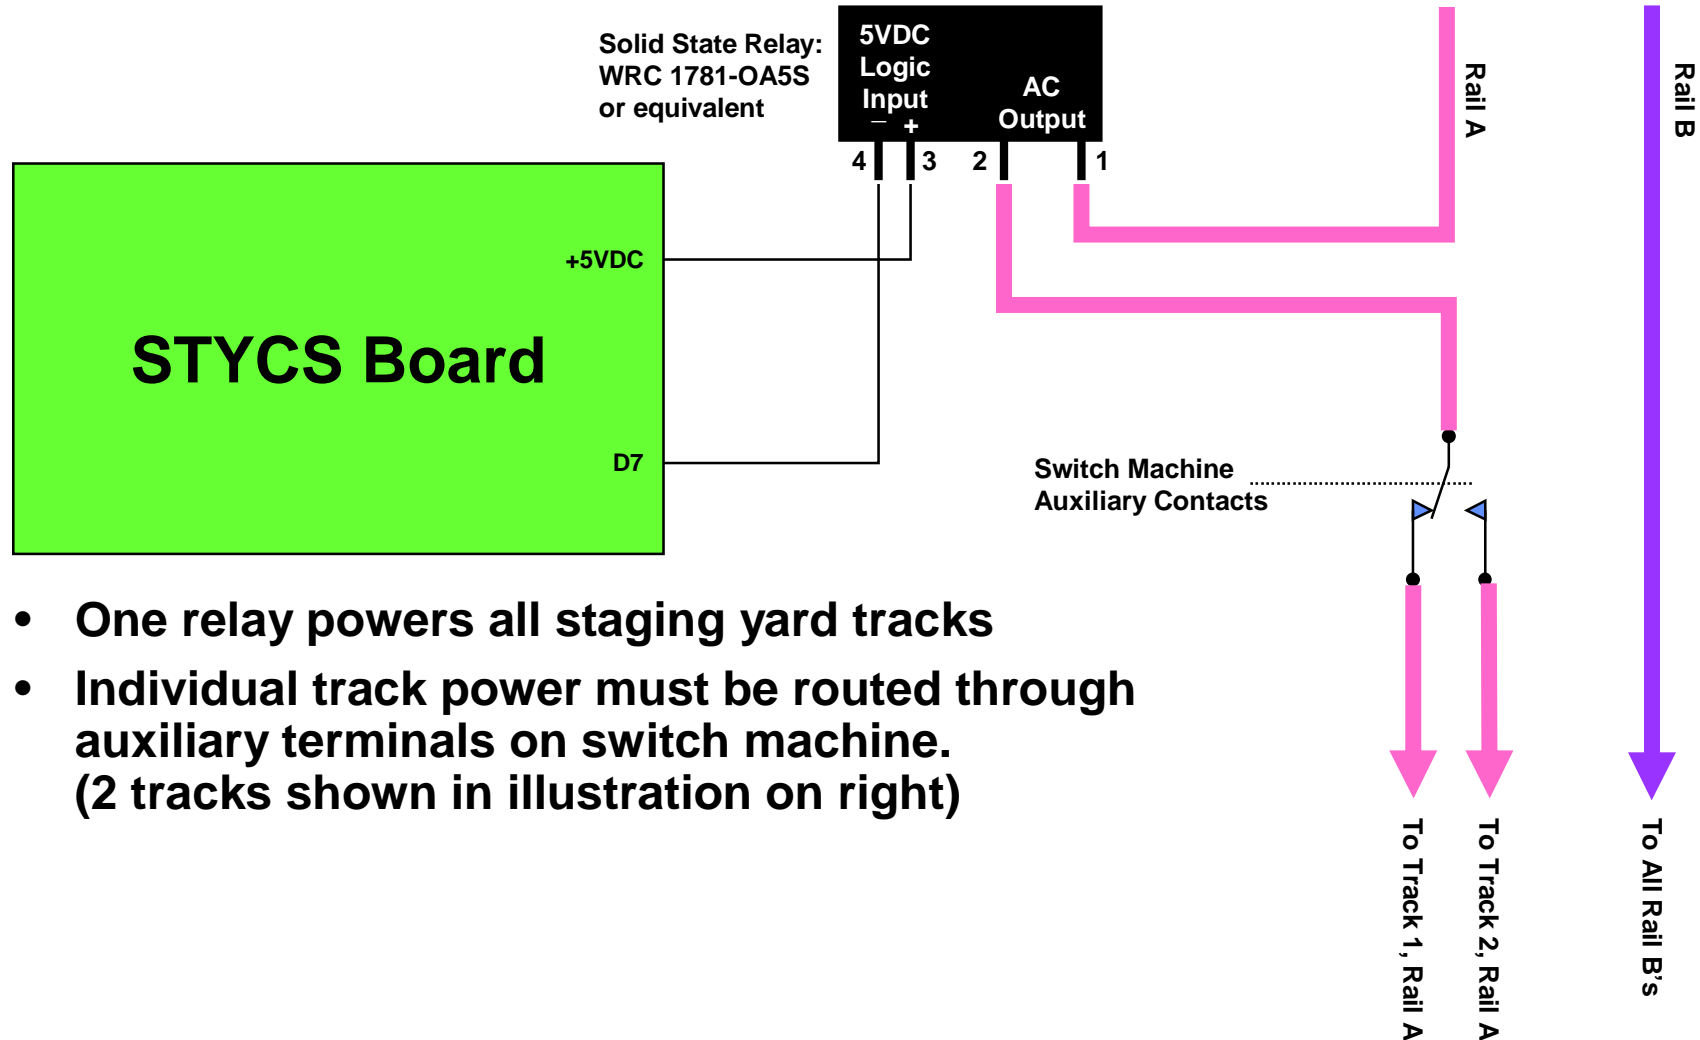 Solid State Relay:
WRC 1781-OA5S
or equivalent
5VDC
Logic
Input
– +
AC
Output
4 3 2 1
Rail A
Rail B
+5VDC
STYCS Board
D7
Switch Machine
Auxiliary Contacts
• One relay powers all staging yard tracks
• Individual track power must be routed through
auxiliary terminals on switch machine.
(2 tracks shown in illustration on right)
To Track 1, Rail A
To Track 2, Rail A
To All Rail B’s